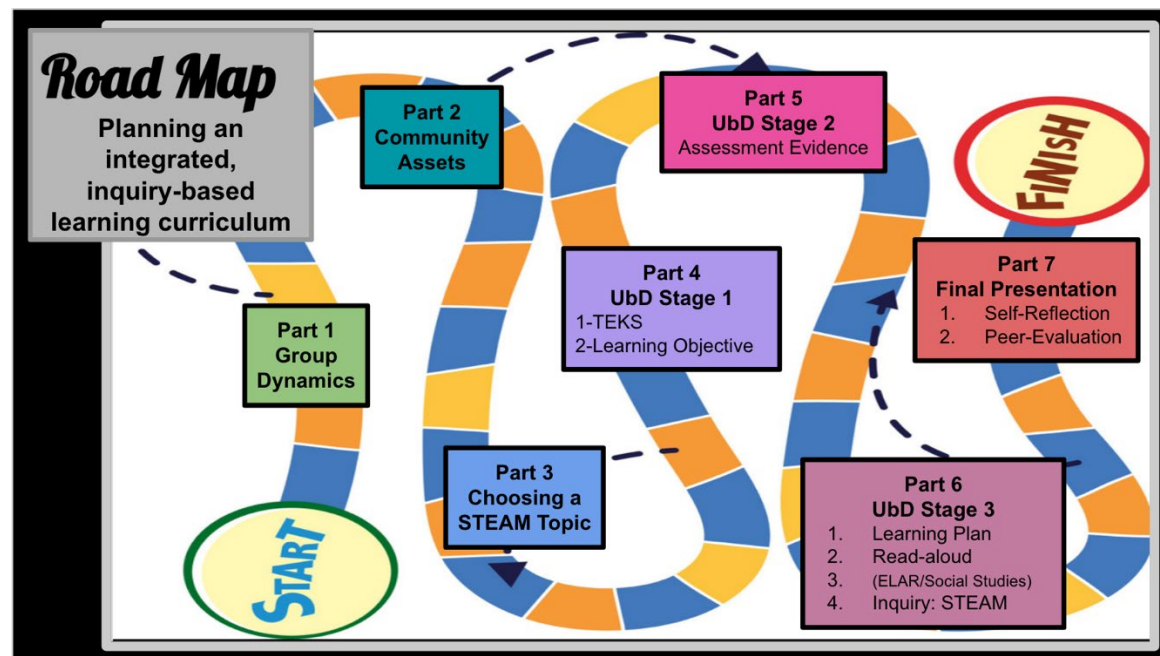 Road Map
Planning an
integrated,
inquiry-based
learning curriculum
Part 1
Group
Dynamics
START
Part 2
Community
Assets
Part 3
Choosing a
STEAM Topic
Part 4
UbD Stage 1
1-TEKS
2-Learning Objective
Part 5
UbD Stage 2
Assessment Evidence
Part 6
UbD Stage 3
1. Learning Plan
2. Read-aloud
3. (ELAR/Social Studies)
4. Inquiry: STEAM
Part 7
Final Presentation
1. Self-Reflection
2. Peer-Evaluation
FINISH